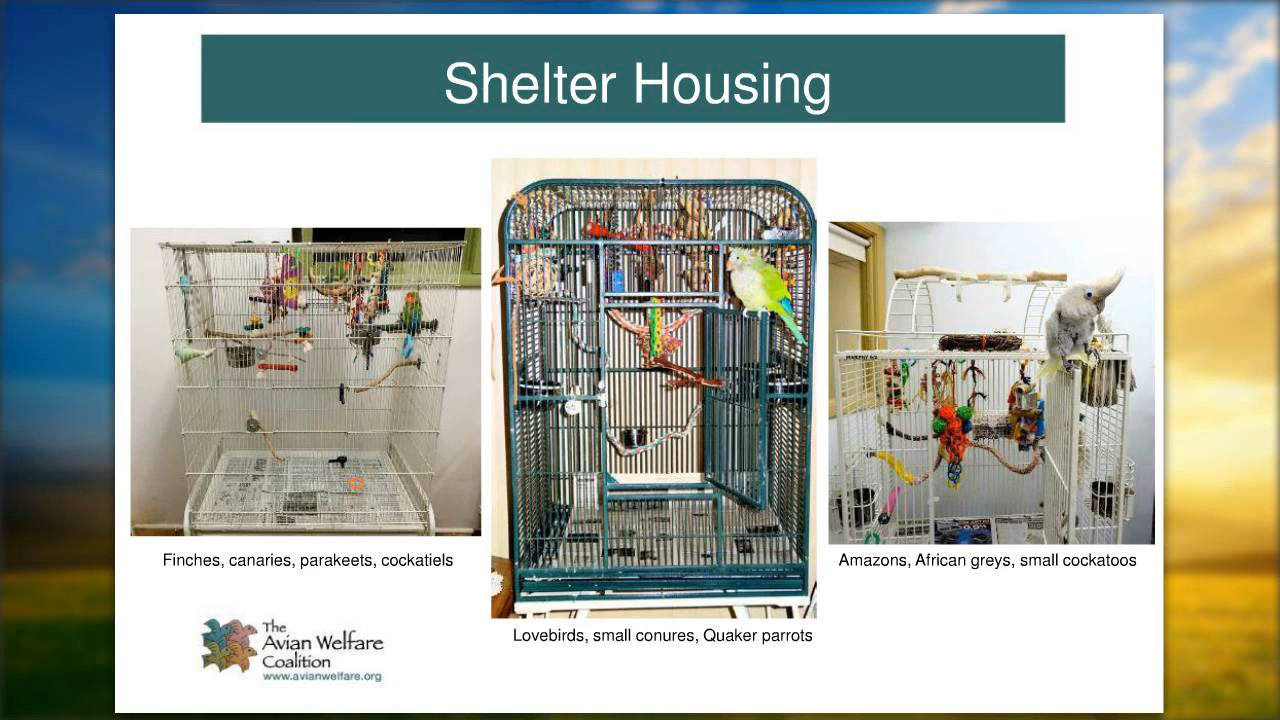 Shelter Housing
Finches, canaries, parakeets, cockatiels
Lovebirds, small conures, Quaker parrots
Amazons, African greys, small cockatoos
The
Avian Welfare
Coalition
www.avianwelfare.org